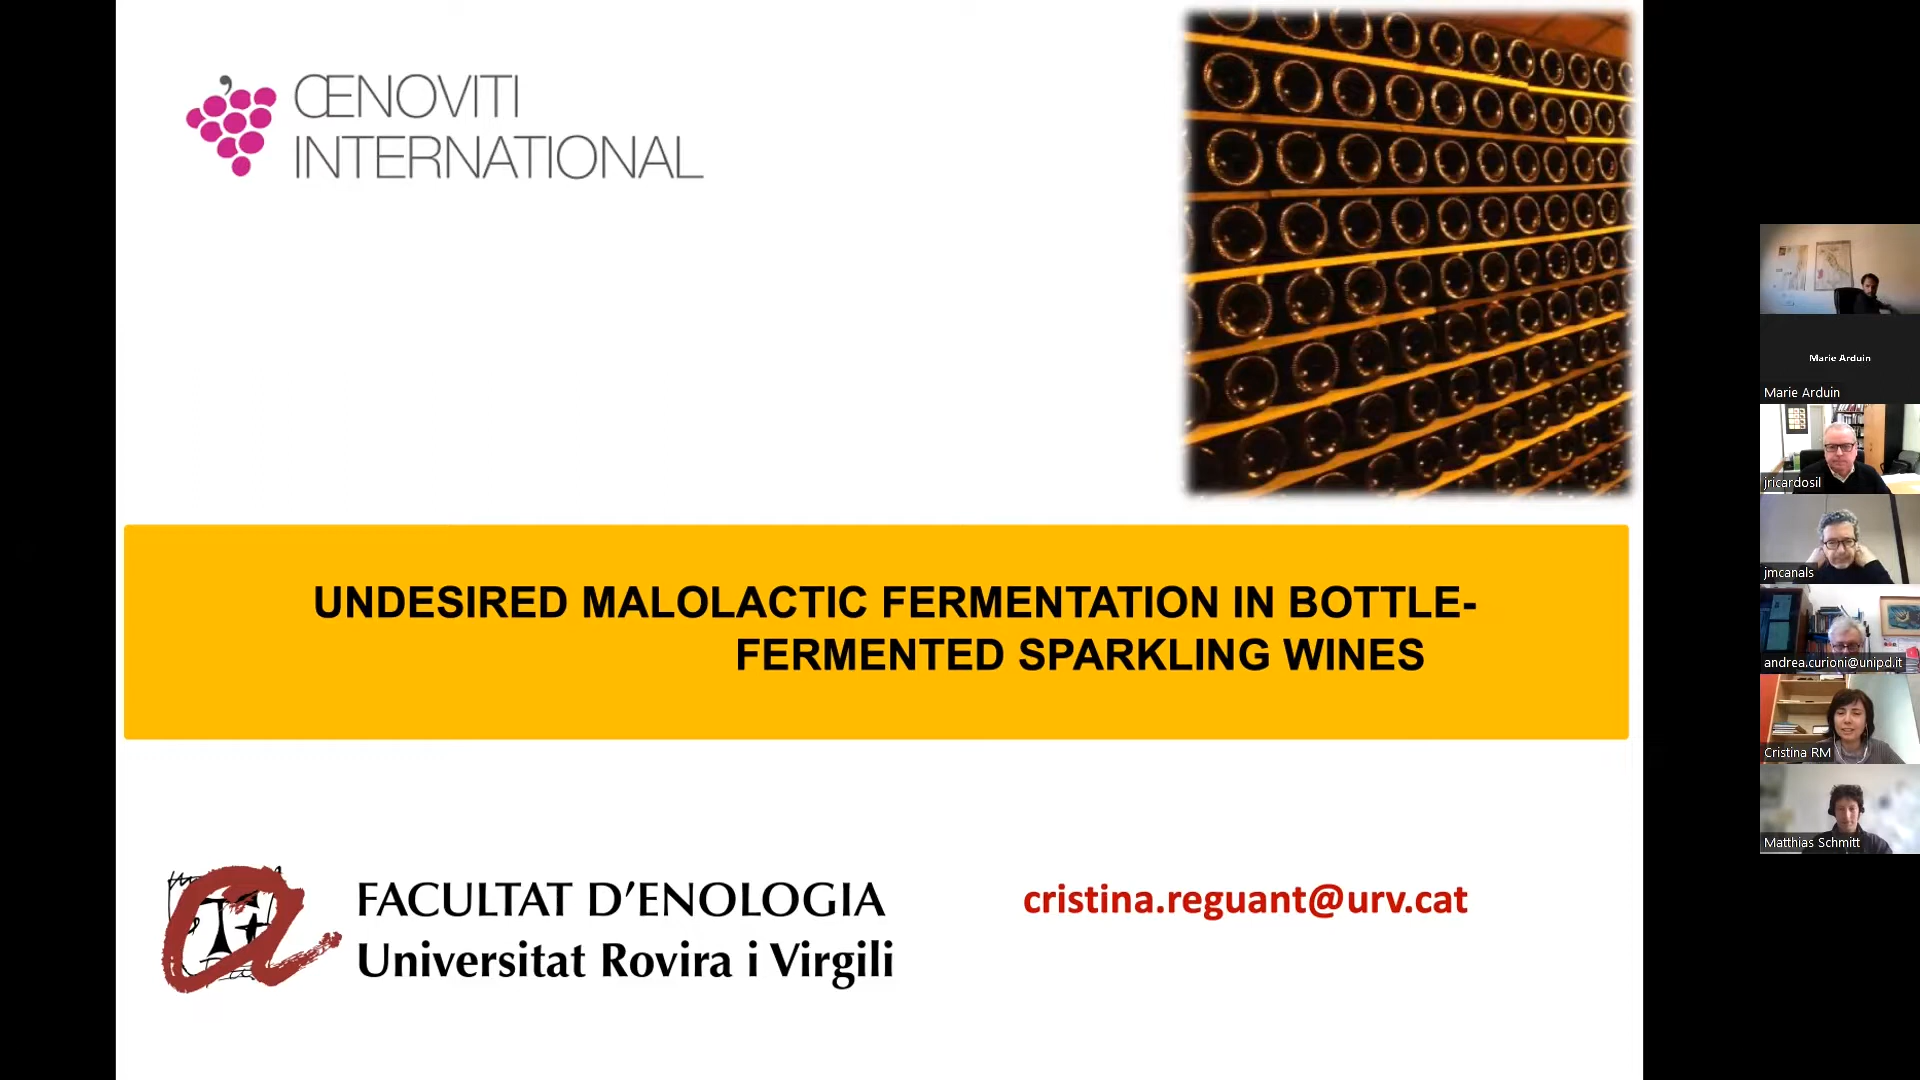 ŒNOVITI
INTERNATIONAL
UNDESIRED MALOLACTIC FERMENTATION IN BOTTLE-
FERMENTED SPARKLING WINES
FACULTAT D’ENOLOGIA
Universitat Rovira i Virgili
cristina.reguant@urv.cat
Marie Arduin
Marie Arduin
jricardosil
jmcanals
andrea.curioni@unipd.it
Cristina RM
Matthias Schmitt